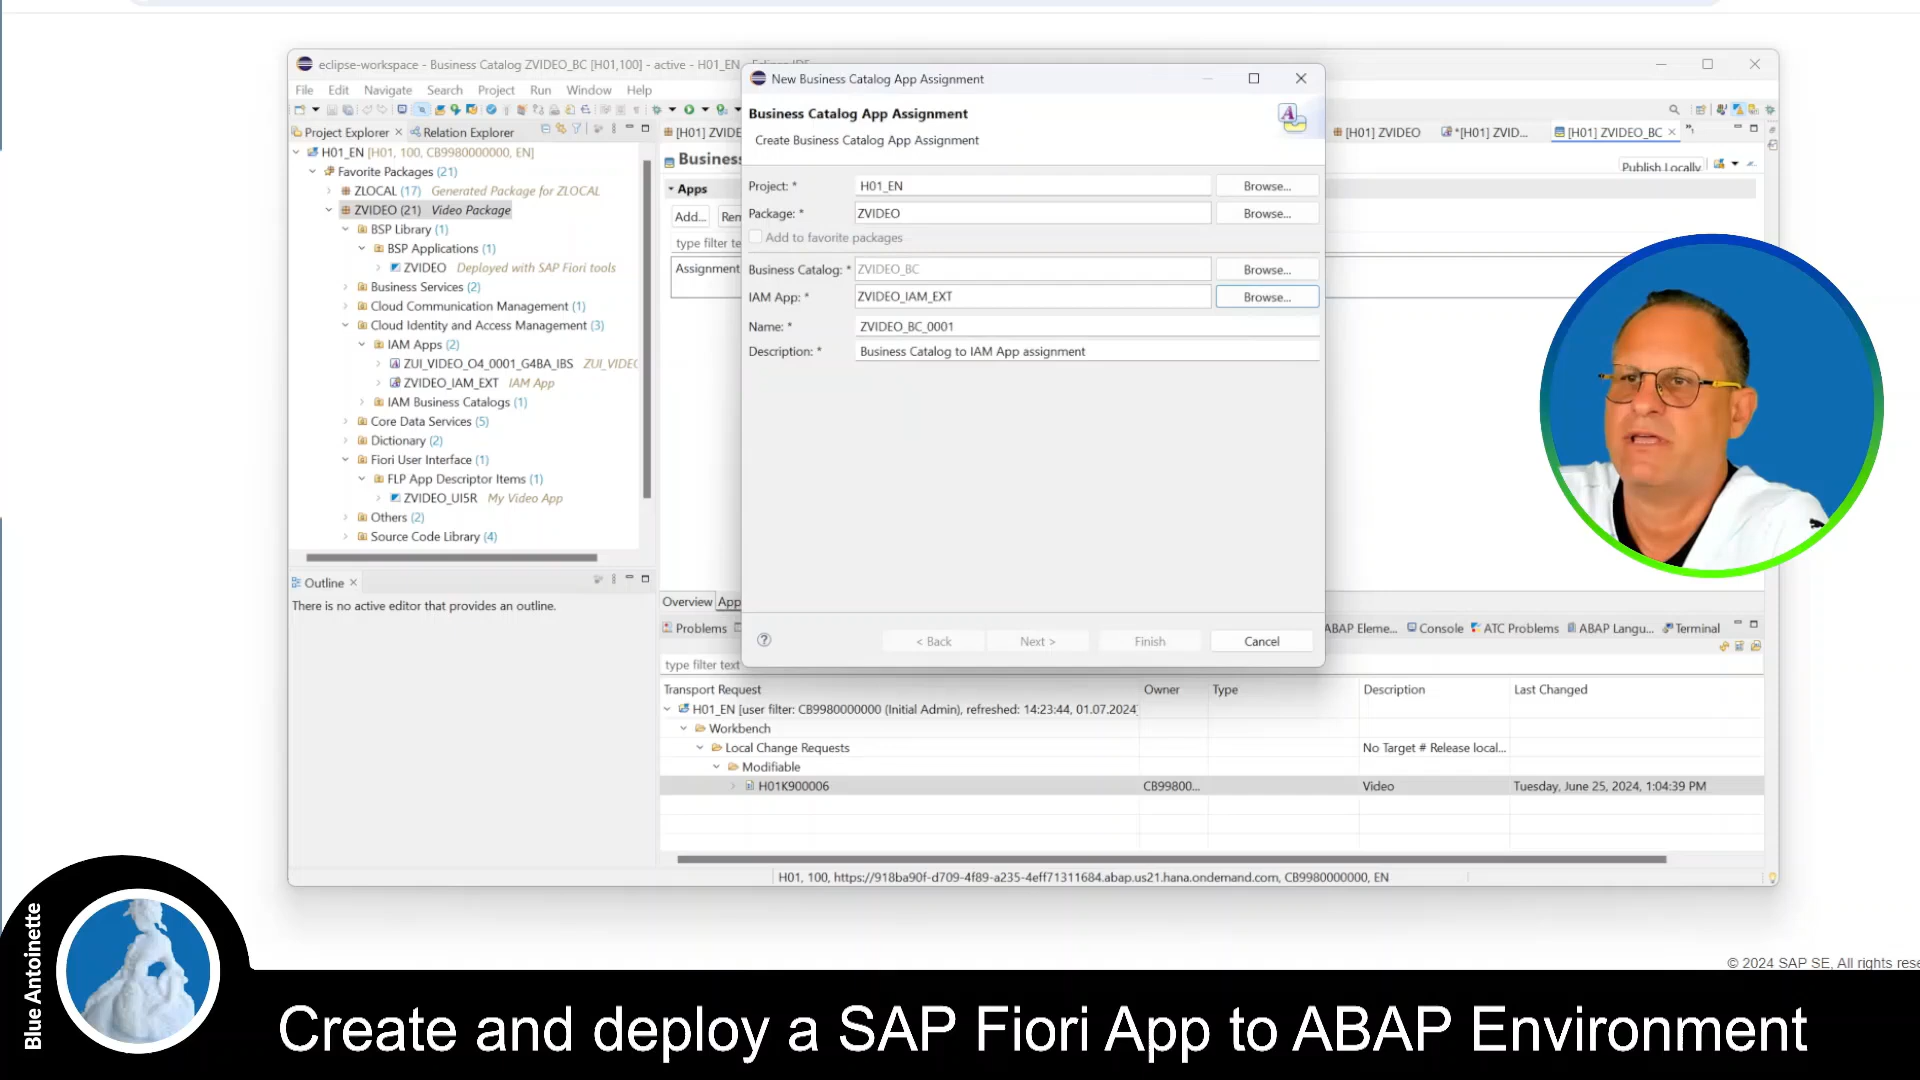 eclipse-workspace - Business Catalog ZVIDEO_BC [H01,100] - active - H01_EN
File Edit Navigate Search Project Run Window Help
Project Explorer
Relation Explorer
H01_EN [H01, 100, CB9980000000, EN]
Favorite Packages (21)
ZLOCAL (17) Generated Package for ZLOCAL
ZVIDEO (21) Video Package
BSP Library (1)
BSP Applications (1)
ZVIDEO Deployed with SAP Fiori tools
Business Services (2)
Cloud Communication Management (1)
Cloud Identity and Access Management (3)
IAM Apps (2)
ZUI_VIDEO_O4_0001_G4BA_IBS ZUI_VIDEO
ZVIDEO_IAM_EXT IAM App
IAM Business Catalogs (1)
Core Data Services (5)
Dictionary (2)
Fiori User Interface (1)
FLP App Descriptor Items (1)
ZVIDEO_UI5R My Video App
Others (2)
Source Code Library (4)
Outline
There is no active editor that provides an outline.
[H01] ZVIDE
[H01] ZVIDEO
*[H01] ZVID...
[H01] ZVIDEO_BC
Business
Publish Locally
Apps
Add...
Rem
type filter te
Assignment
New Business Catalog App Assignment
Business Catalog App Assignment
Create Business Catalog App Assignment
Project: * H01_EN Browse...
Package: * ZVIDEO Browse...
Add to favorite packages
Business Catalog: * ZVIDEO_BC Browse...
IAM App: * ZVIDEO_IAM_EXT Browse...
Name: * ZVIDEO_BC_0001
Description: * Business Catalog to IAM App assignment
< Back Next > Finish Cancel
Overview App
Problems
ABAP Eleme... Console ATC Problems ABAP Langu... Terminal
type filter text
Transport Request Owner Type Description Last Changed
H01_EN [user filter: CB9980000000 (Initial Admin), refreshed: 14:23:44, 01.07.2024]
Workbench
Local Change Requests No Target # Release local...
Modifiable
H01K900006 CB99800... Video Tuesday, June 25, 2024, 1:04:39 PM
H01, 100, https://918ba90f-d709-4f89-a235-4eff71311684.abap.us21.hana.ondemand.com, CB9980000000, EN
© 2024 SAP SE, All rights rese
Blue Antoinette
Create and deploy a SAP Fiori App to ABAP Environment